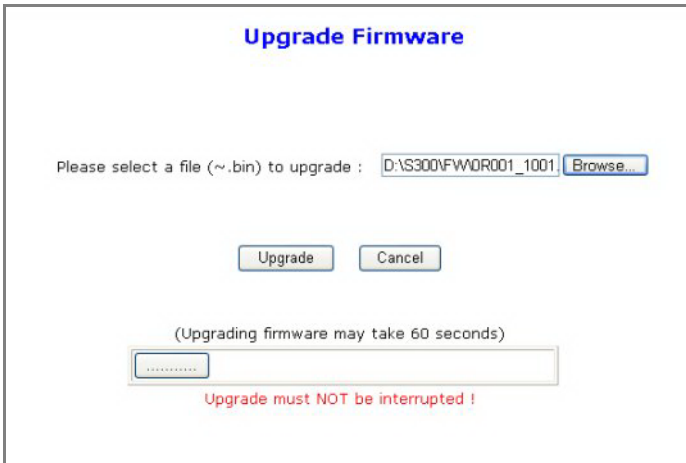 Upgrade Firmware
Please select a file (~.bin) to upgrade : D:\S300\FW\0R001_1001. Browse...
Upgrade Cancel
(Upgrading firmware may take 60 seconds)
...........
Upgrade must NOT be interrupted !